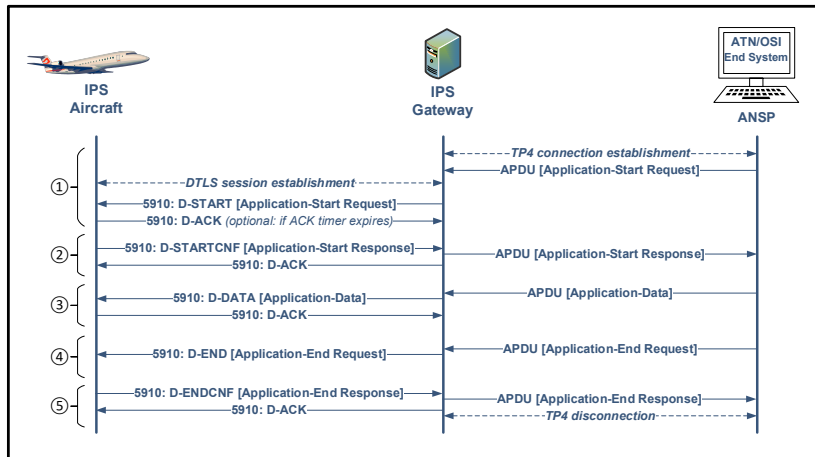 ATN/OSI
End System
IPS
Aircraft
IPS
Gateway
ANSP
TP4 connection establishment
① APDU [Application-Start Request]
DTLS session establishment
5910: D-START [Application-Start Request]
5910: D-ACK (optional: if ACK timer expires)
② 5910: D-STARTCNF [Application-Start Response]
APDU [Application-Start Response]
5910: D-ACK
③ APDU [Application-Data]
5910: D-DATA [Application-Data]
5910: D-ACK
④ APDU [Application-End Request]
5910: D-END [Application-End Request]
⑤ 5910: D-ENDCNF [Application-End Response]
APDU [Application-End Response]
5910: D-ACK
TP4 disconnection